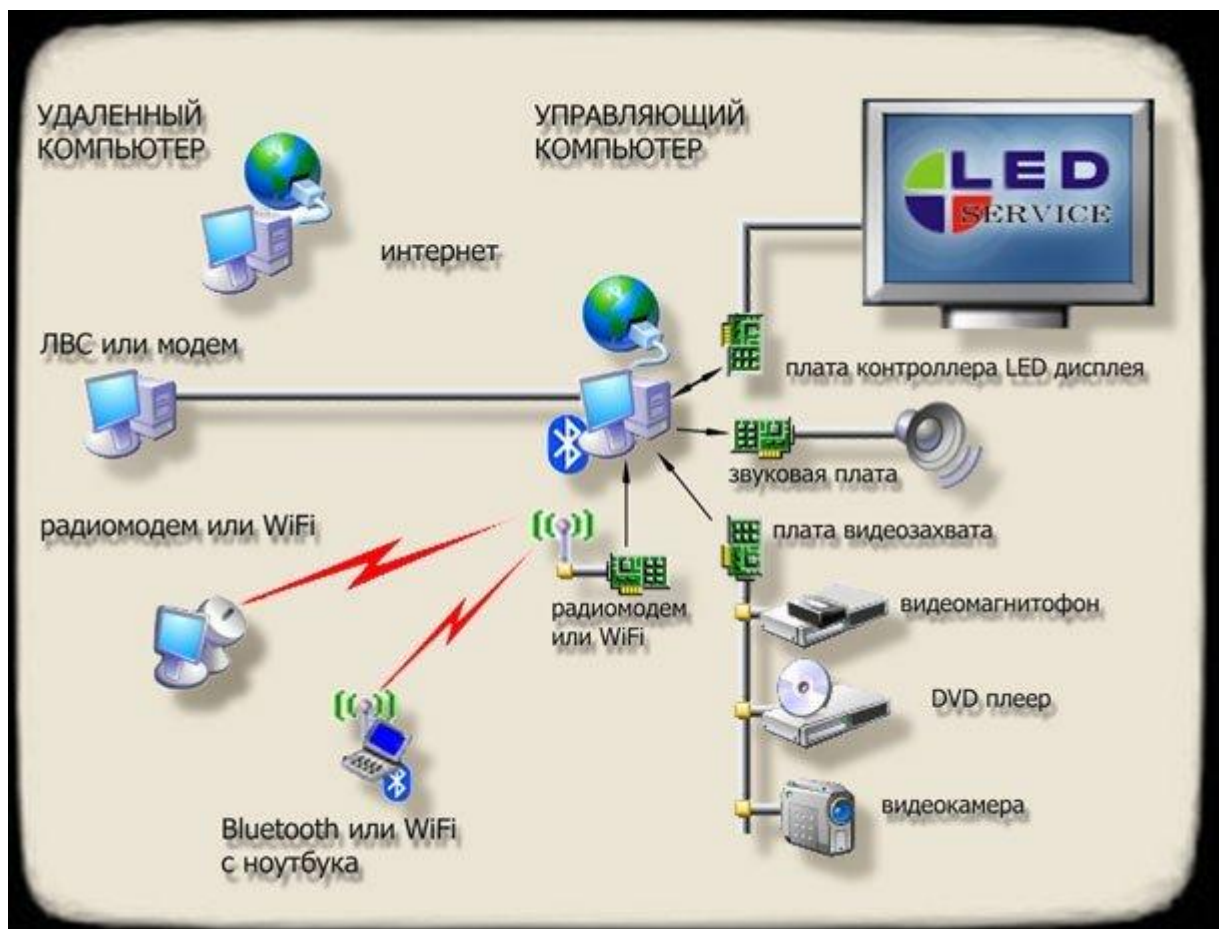 УДАЛЕННЫЙ
КОМПЬЮТЕР
УПРАВЛЯЮЩИЙ
КОМПЬЮТЕР
LED
SERVICE
интернет
ЛВС или модем
плата контроллера LED дисплея
звуковая плата
радиомодем или WiFi
плата видеозахвата
радиомодем
или WiFi
видеомагнитофон
DVD плеер
видеокамера
Bluetooth или WiFi
с ноутбука